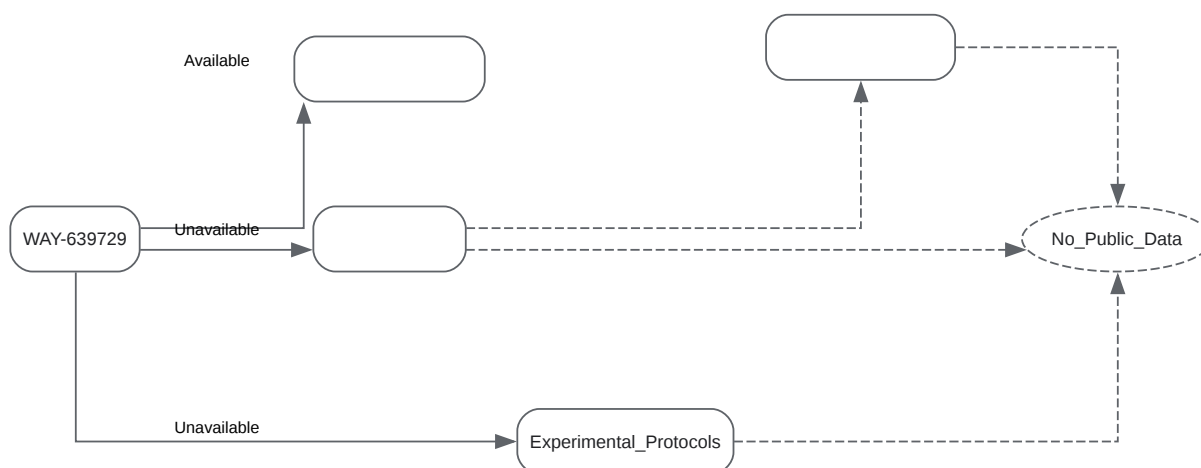 Available
WAY-639729
Unavailable
No_Public_Data
Unavailable
Experimental_Protocols